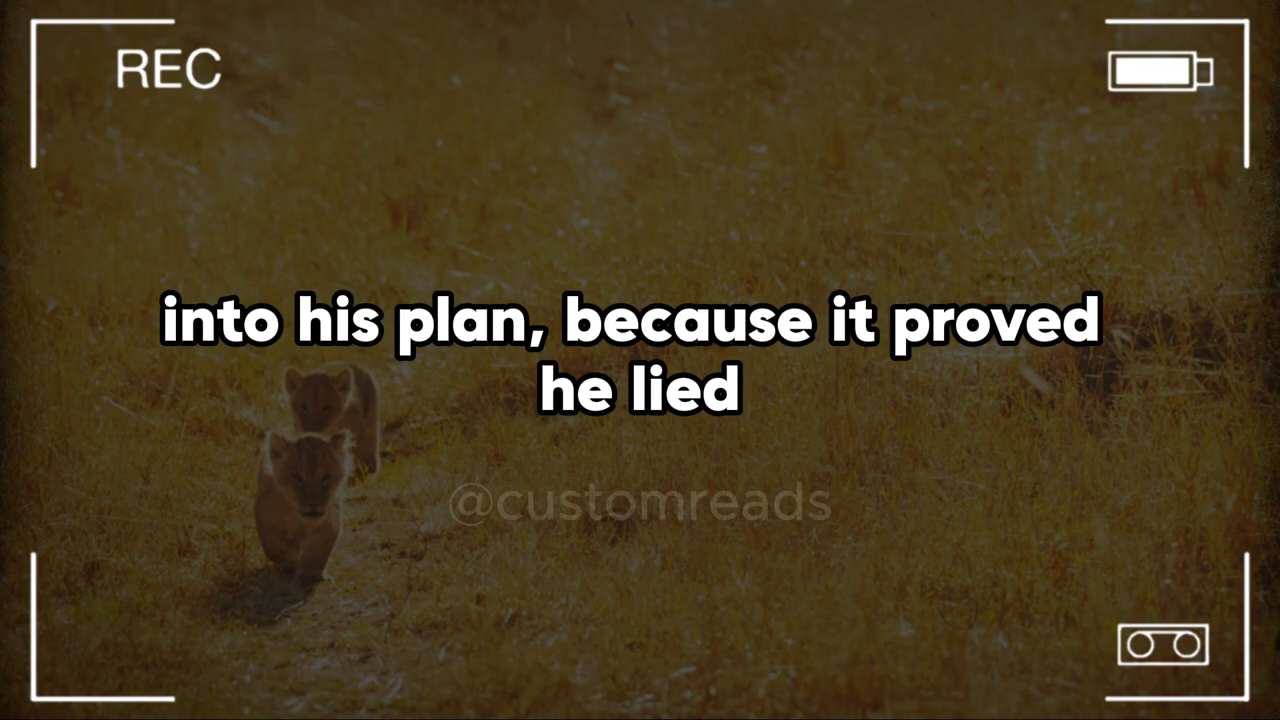 REC
into his plan, because it proved
he lied
@customreads